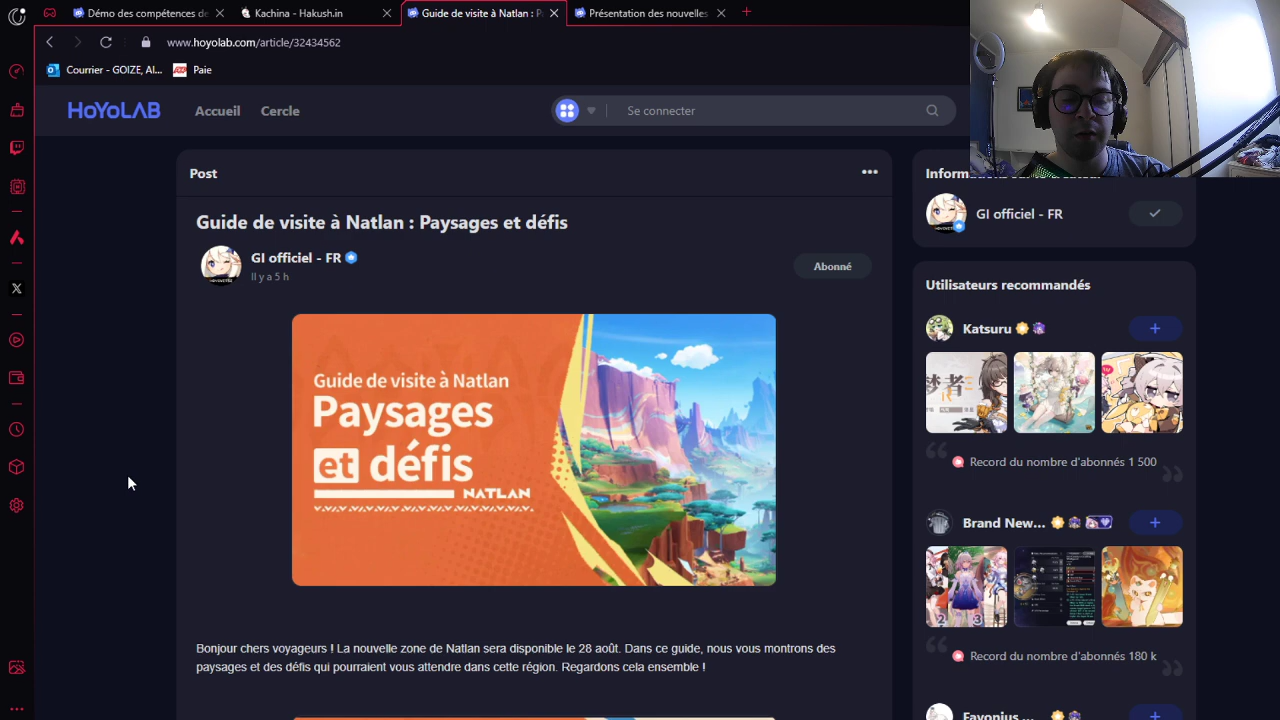 Démo des compétences de
Kachina - Hakush.in
Guide de visite à Natlan : P
Présentation des nouvelles
www.hoyolab.com/article/32434562
Courrier - GOIZE, Al...
Paie
HoYoLAB
Accueil
Cercle
Se connecter
Post
Guide de visite à Natlan : Paysages et défis
GI officiel - FR
Il y a 5 h
Abonné
Guide de visite à Natlan
Paysages
et défis
NATLAN
Bonjour chers voyageurs ! La nouvelle zone de Natlan sera disponible le 28 août. Dans ce guide, nous vous montrons des
paysages et des défis qui pourraient vous attendre dans cette région. Regardons cela ensemble !
GI officiel - FR
Utilisateurs recommandés
Katsuru
Record du nombre d'abonnés 1 500
Brand New...
Record du nombre d'abonnés 180 k
Favonius ...